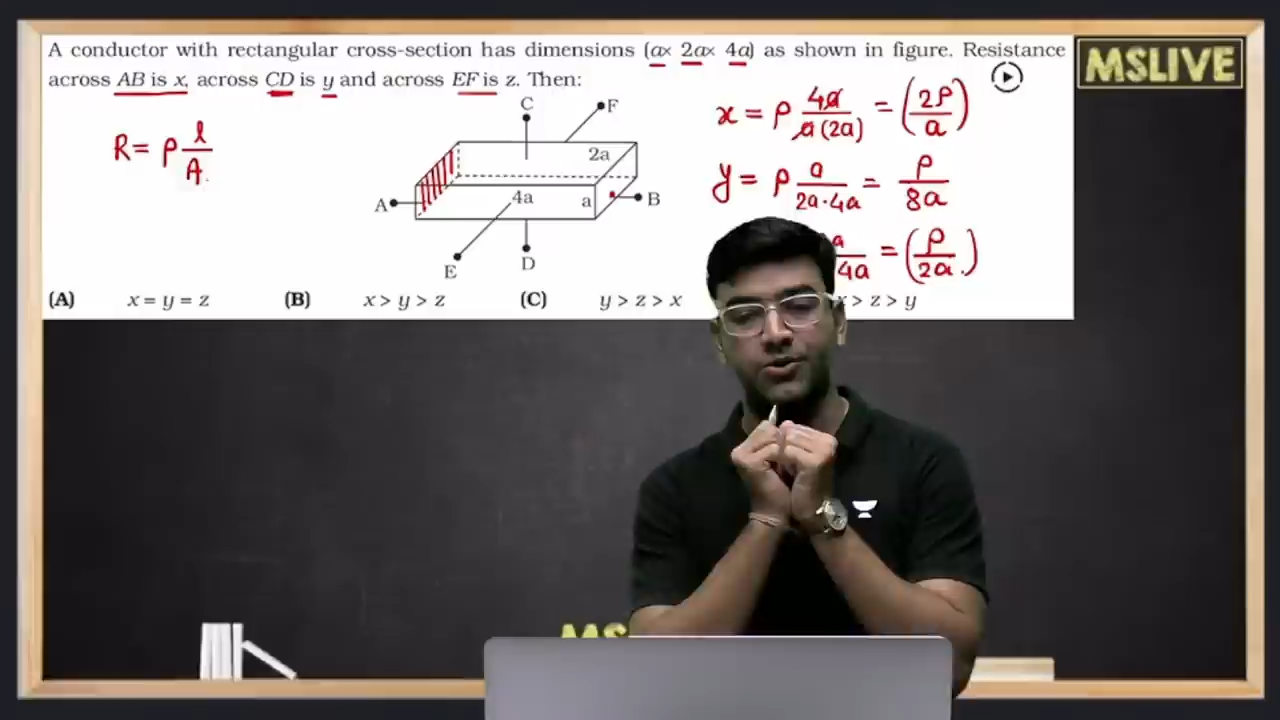 A conductor with rectangular cross-section has dimensions (a× 2a× 4a) as shown in figure. Resistance
across AB is x, across CD is y and across EF is z. Then:
MSLIVE
R = ρ l/A.
C
F
2a
A
4a
a
B
E
D
x = ρ 4a/a(2a) = (2ρ/a)
y = ρ a/2a·4a = ρ/8a
a/4a = (ρ/2a.)
(A) x = y = z (B) x > y > z (C) y > z > x > z > y
MS